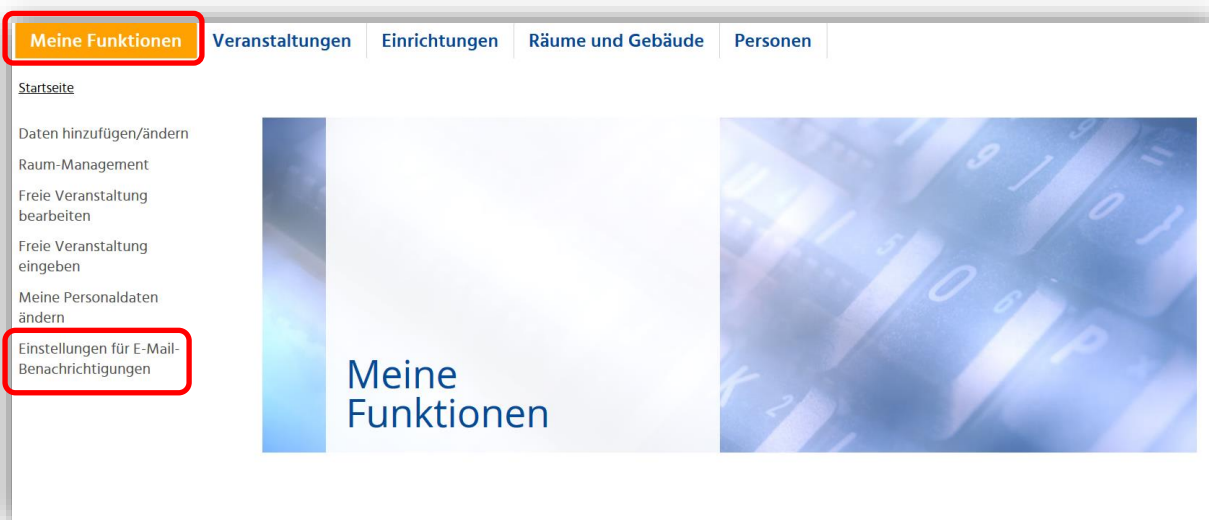 Meine Funktionen Veranstaltungen Einrichtungen Räume und Gebäude Personen
Startseite
Daten hinzufügen/ändern
Raum-Management
Freie Veranstaltung
bearbeiten
Freie Veranstaltung
eingeben
Meine Personaldaten
ändern
Einstellungen für E-Mail-
Benachrichtigungen
Meine
Funktionen